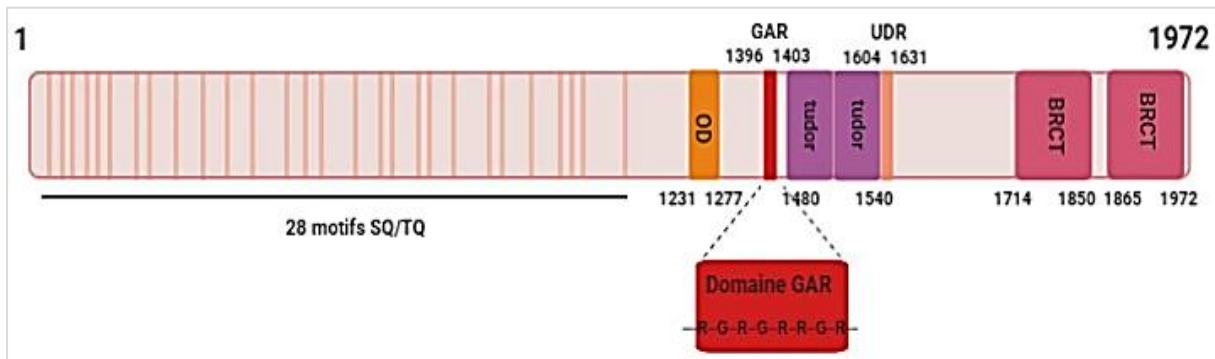 1
GAR
UDR
1972
1396 1403
1604 1631
OD
tudor
tudor
BRCT
BRCT
1231 1277
1480
1540
1714
1850 1865
1972
28 motifs SQ/TQ
Domaine GAR
R-G-R-G-R-R-G-R